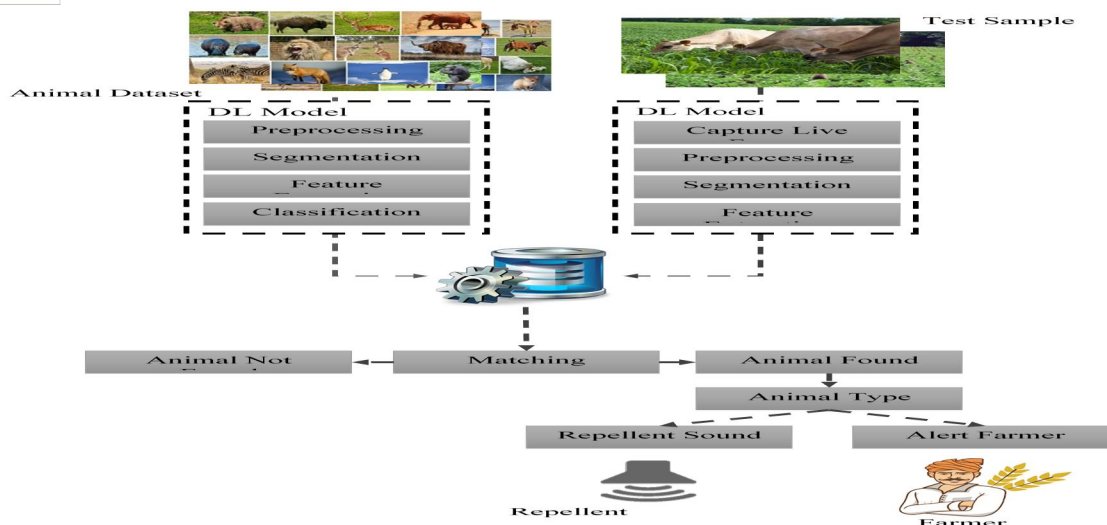 Test Sample
Animal Dataset
DL Model
Preprocessing
Segmentation
Feature
Classification
DL Model
Capture Live
Preprocessing
Segmentation
Feature
Animal Not
Matching
Animal Found
Animal Type
Repellent Sound
Alert Farmer
Repellent
Farmer